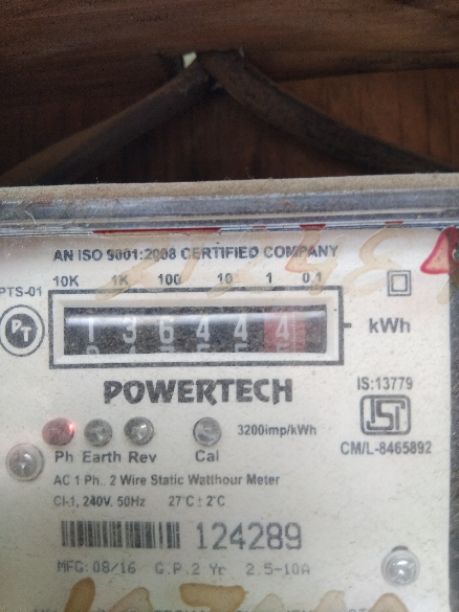 AN ISO 9001:2008 CERTIFIED COMPANY
10K 1K 100 10 1 0.1
PTS-01
PT
1 3 6 4 4 4 kWh
POWERTECH
IS:13779
ISI
3200imp/kWh
CM/L-8465892
Ph Earth Rev Cal
AC 1 Ph.. 2 Wire Static Watthour Meter
Cl-1, 240V. 50Hz 27°C ± 2°C
124289
MFG: 08/16 G.P. 2 Yr 2.5-10A